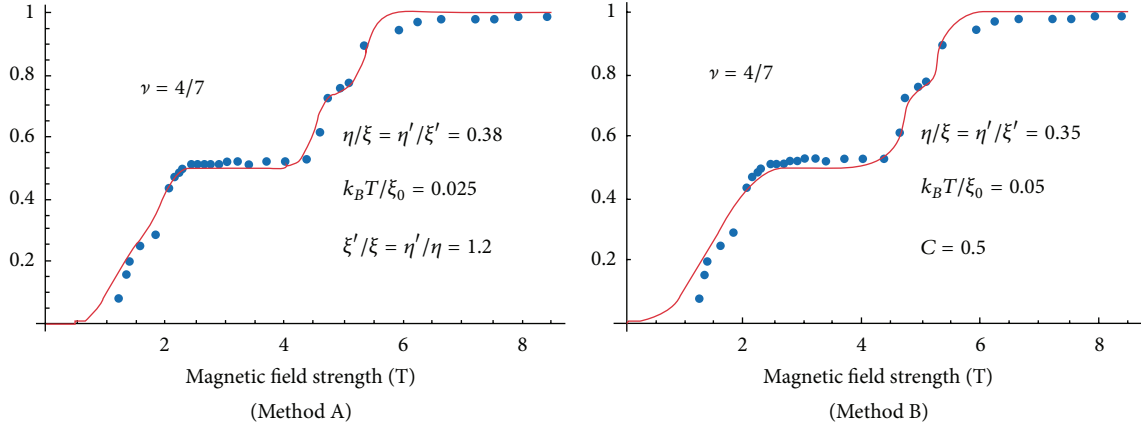 1
0.8
0.6
0.4
0.2
ν = 4/7
η/ξ = η′/ξ′ = 0.38
k_BT/ξ₀ = 0.025
ξ′/ξ = η′/η = 1.2
2 4 6 8
Magnetic field strength (T)
(Method A)
1
0.8
0.6
0.4
0.2
ν = 4/7
η/ξ = η′/ξ′ = 0.35
k_BT/ξ₀ = 0.05
C = 0.5
2 4 6 8
Magnetic field strength (T)
(Method B)